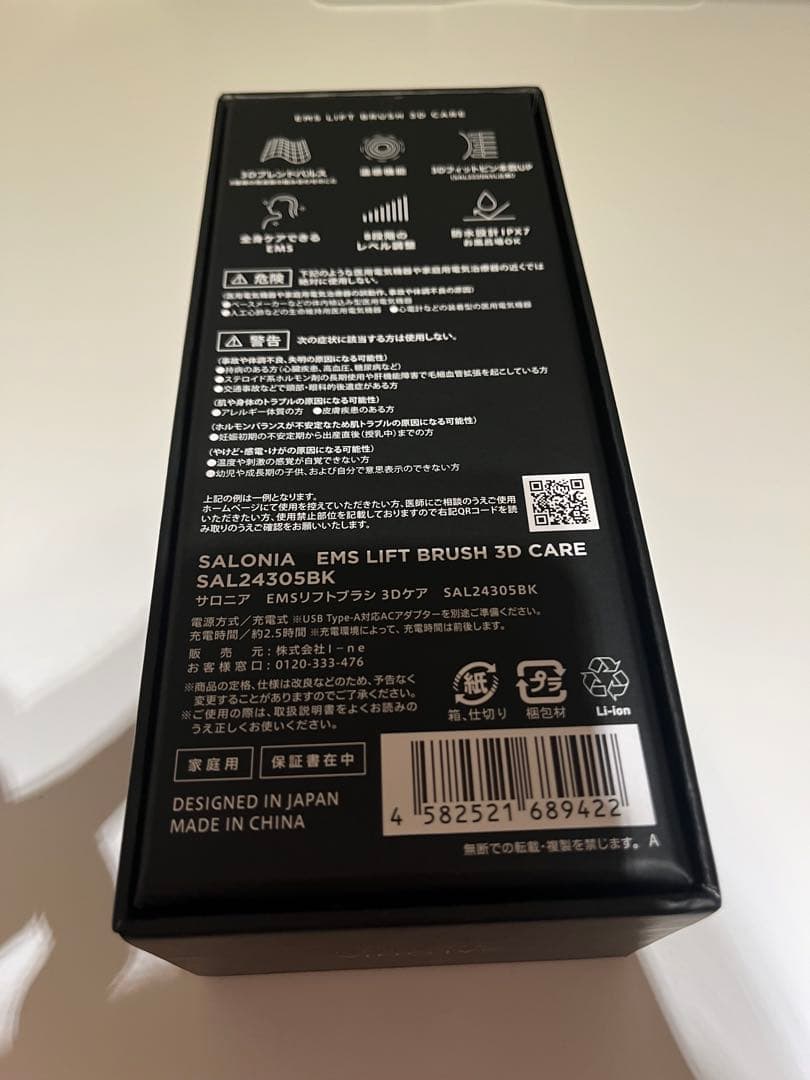 EMS LIFT BRUSH 3D CARE
3Dブレンドパルス
温感機能
3Dフィットピン本数UP
全身ケアできる
EMS
8段階の
レベル調整
防水設計IPX7
お風呂場OK
危険 下記のような医用電気機器や家庭用電気治療器の近くでは
絶対に使用しない。
(医用電気機器や家庭用電気治療器の誤動作、事故や体調不良の原因)
●ペースメーカーなどの体内植込み型医用電気機器
●人工心肺などの生命維持用医用電気機器 ●心電計などの装着型の医用電気機器
警告 次の症状に該当する方は使用しない。
(事故や体調不良、失明の原因になる可能性)
●持病のある方(心臓疾患、高血圧、糖尿病など)
●ステロイド系ホルモン剤の長期使用や肝機能障害で毛細血管拡張を起こしている方
●交通事故などで頭部・眼科的後遺症がある方
(肌や身体のトラブルの原因になる可能性)
●アレルギー体質の方 ●皮膚疾患のある方
(ホルモンバランスが不安定なため肌トラブルの原因になる可能性)
●妊娠初期の不安定期から出産直後(授乳中)までの方
(やけど・感電・けがの原因になる可能性)
●温度や刺激の感覚が自覚できない方
●幼児や成長期の子供、および自分で意思表示のできない方
上記の例は一例となります。
ホームページにて使用を控えていただきたい方、医師にご相談のうえご使用
いただきたい方、使用禁止部位を記載しておりますので右記QRコードを読
み取りのうえご確認をお願いいたします。
SALONIA EMS LIFT BRUSH 3D CARE
SAL24305BK
サロニア EMSリフトブラシ 3Dケア SAL24305BK
電源方式/充電式 ※USB Type-A対応ACアダプターを別途ご準備ください。
充電時間/約2.5時間 ※充電環境によって、充電時間は前後します。
販売元:株式会社I-ne
お客様窓口:0120-333-476
※商品の定格、仕様は改良などのため、予告なく
変更することがありますのでご了承ください。
※ご使用の際は、取扱説明書をよくお読みの
うえ正しくお使いください。
紙
箱、仕切り
プラ
梱包材
Li-ion
家庭用
保証書在中
DESIGNED IN JAPAN
MADE IN CHINA
4 582521 689422
無断での転載・複製を禁じます。 A